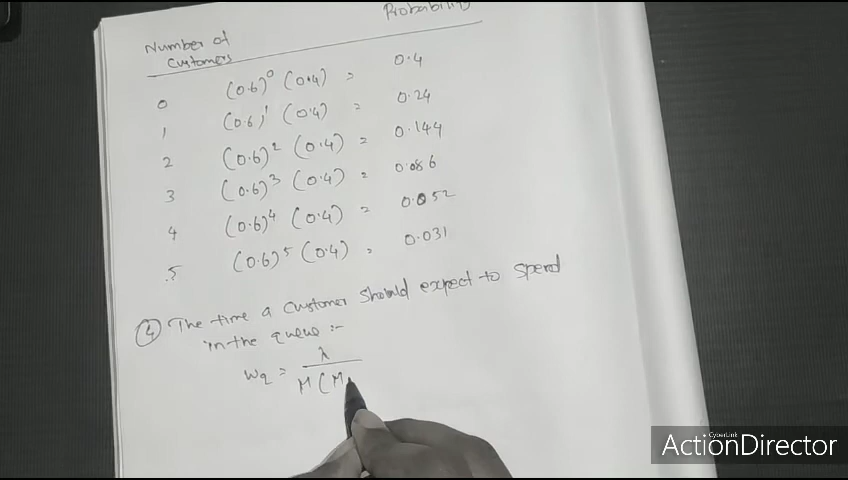 Probability
Number of
customers
0 (0.6)⁰ (0.4) = 0.4
1 (0.6)¹ (0.4) = 0.24
2 (0.6)² (0.4) = 0.144
3 (0.6)³ (0.4) = 0.086
4 (0.6)⁴ (0.4) = 0.052
5 (0.6)⁵ (0.4) = 0.031
④ The time a customer should expect to spend
in the queue :-
Wq = λ
M (M
CyberLink
ActionDirector